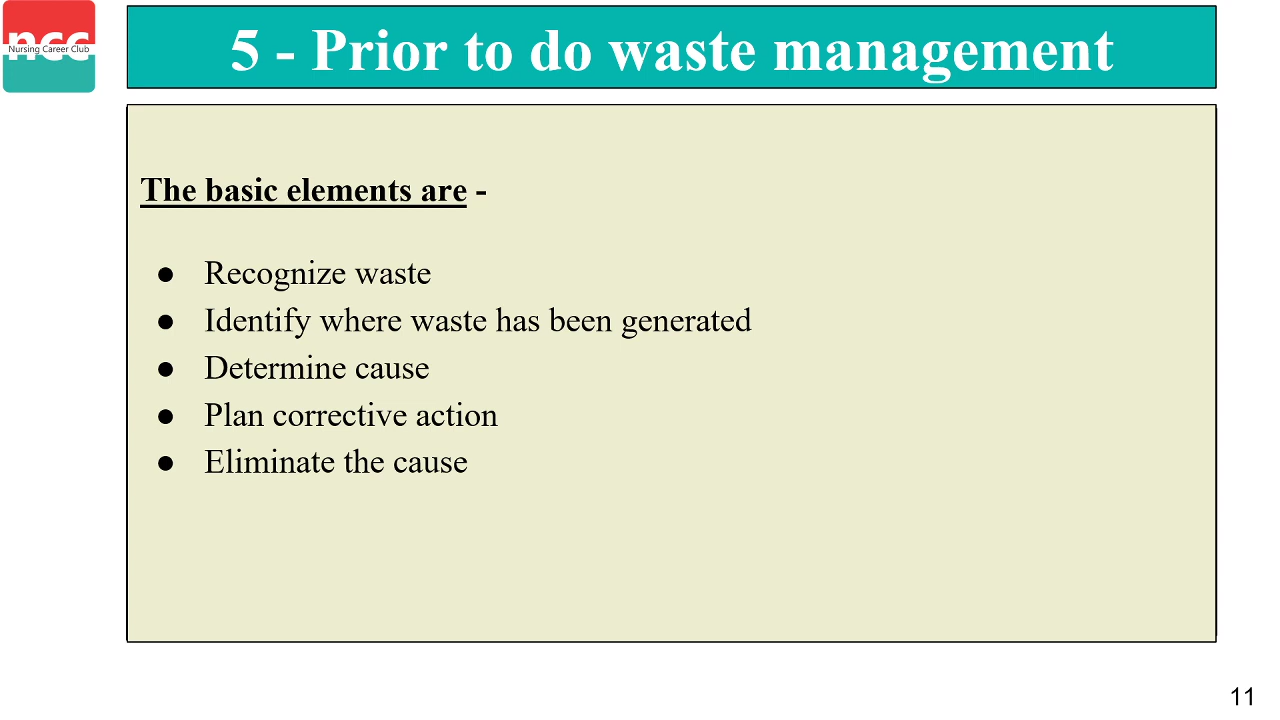 ncc
Nursing Career Club
5 - Prior to do waste management
The basic elements are -
● Recognize waste
● Identify where waste has been generated
● Determine cause
● Plan corrective action
● Eliminate the cause
11